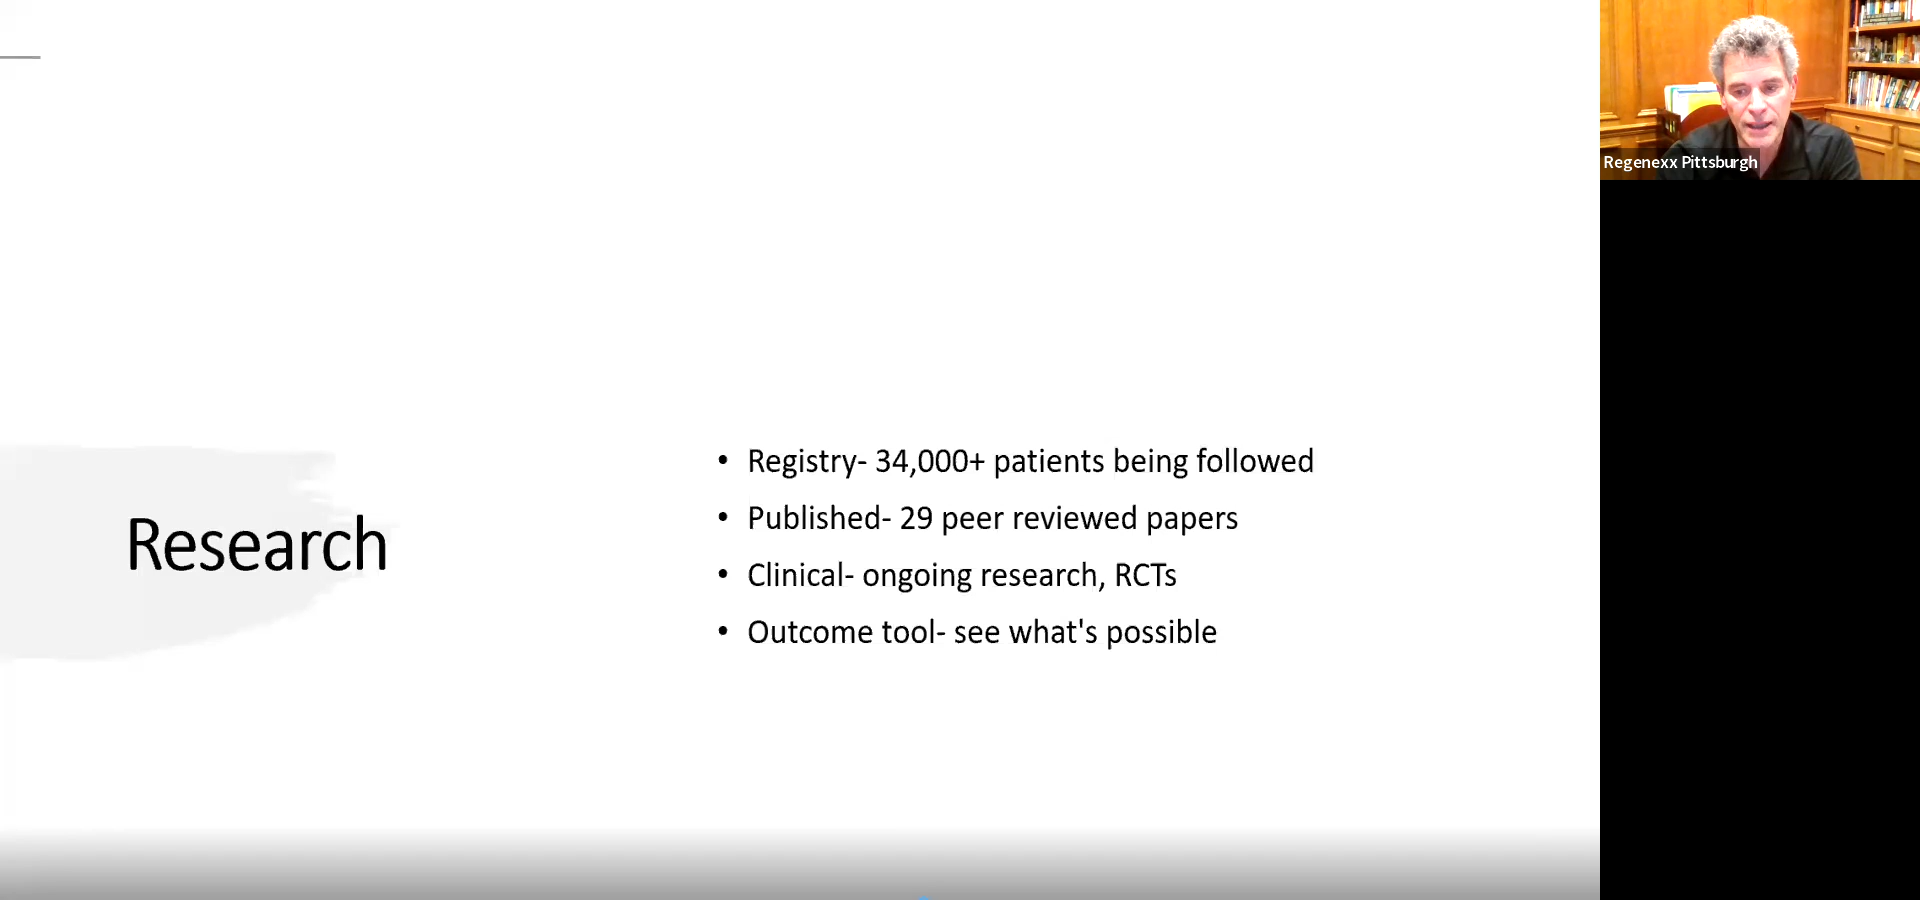 Research
• Registry- 34,000+ patients being followed
• Published- 29 peer reviewed papers
• Clinical- ongoing research, RCTs
• Outcome tool- see what's possible
Regenexx Pittsburgh